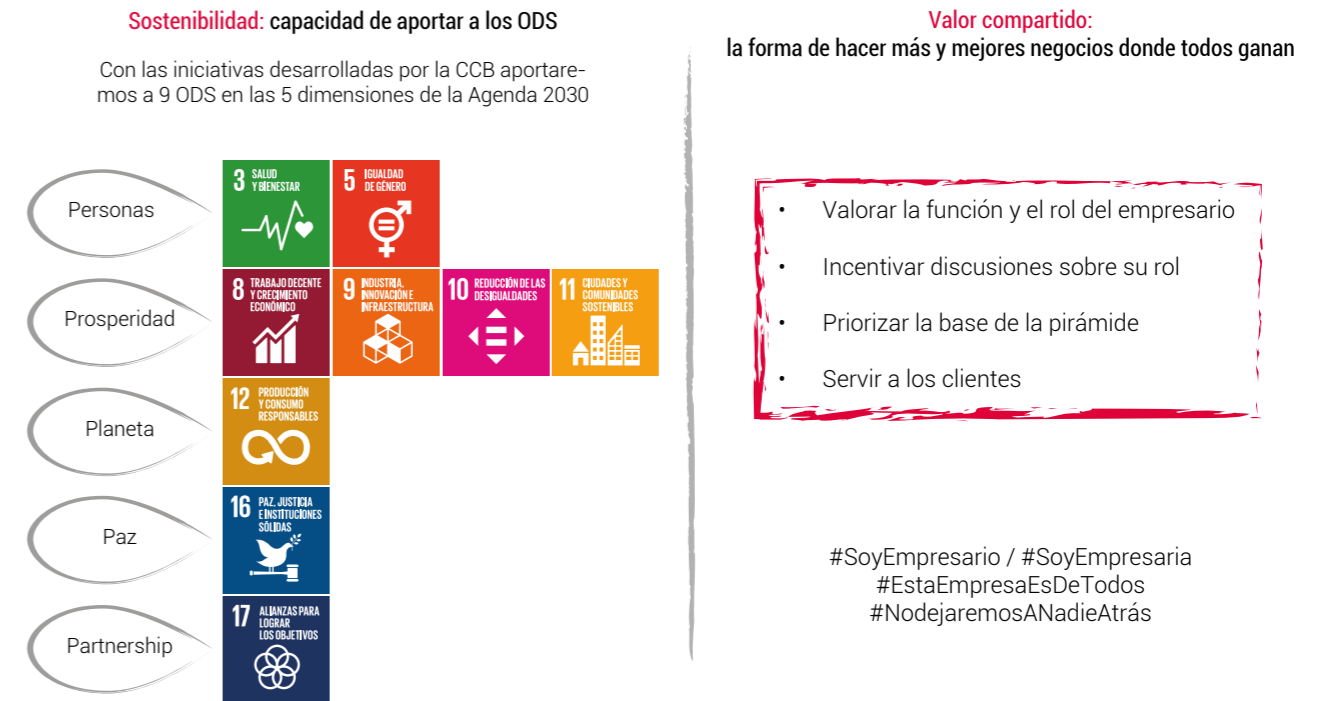 Sostenibilidad: capacidad de aportar a los ODS
Con las iniciativas desarrolladas por la CCB aportare-
mos a 9 ODS en las 5 dimensiones de la Agenda 2030
Personas
3 SALUD
Y BIENESTAR
5 IGUALDAD
DE GÉNERO
Prosperidad
8 TRABAJO DECENTE
Y CRECIMIENTO
ECONÓMICO
9 INDUSTRIA,
INNOVACIÓN E
INFRAESTRUCTURA
10 REDUCCIÓN DE LAS
DESIGUALDADES
11 CIUDADES Y
COMUNIDADES
SOSTENIBLES
Planeta
12 PRODUCCIÓN
Y CONSUMO
RESPONSABLES
Paz
16 PAZ, JUSTICIA
E INSTITUCIONES
SÓLIDAS
Partnership
17 ALIANZAS PARA
LOGRAR
LOS OBJETIVOS
Valor compartido:
la forma de hacer más y mejores negocios donde todos ganan
• Valorar la función y el rol del empresario
• Incentivar discusiones sobre su rol
• Priorizar la base de la pirámide
• Servir a los clientes
#SoyEmpresario / #SoyEmpresaria
#EstaEmpresaEsDeTodos
#NodejaremosANadieAtrás